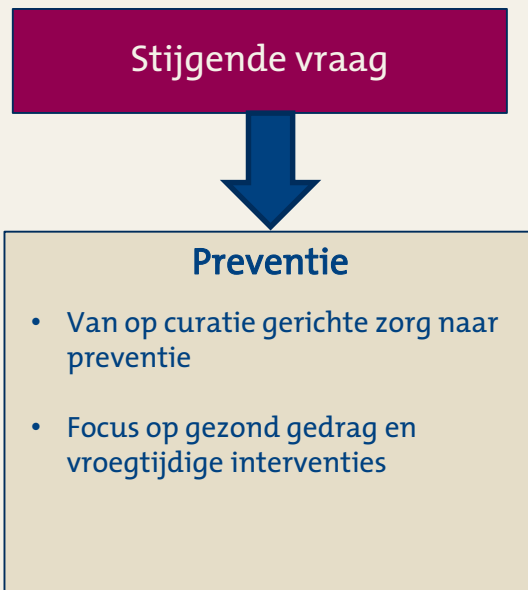 Stijgende vraag
Preventie
• Van op curatie gerichte zorg naar
preventie
• Focus op gezond gedrag en
vroegtijdige interventies